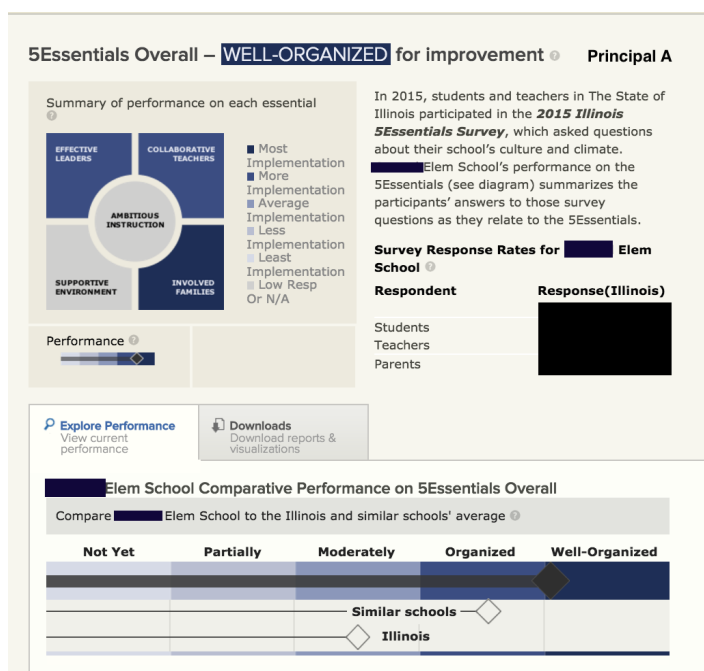 5Essentials Overall – WELL-ORGANIZED for improvement ? Principal A
Summary of performance on each essential
?
EFFECTIVE
LEADERS
COLLABORATIVE
TEACHERS
AMBITIOUS
INSTRUCTION
SUPPORTIVE
ENVIRONMENT
INVOLVED
FAMILIES
Most
Implementation
More
Implementation
Average
Implementation
Less
Implementation
Least
Implementation
Low Resp
Or N/A
Performance ?
In 2015, students and teachers in The State of
Illinois participated in the 2015 Illinois
5Essentials Survey, which asked questions
about their school's culture and climate.
Elem School's performance on the
5Essentials (see diagram) summarizes the
participants' answers to those survey
questions as they relate to the 5Essentials.
Survey Response Rates for Elem
School ?
Respondent Response(Illinois)
Students
Teachers
Parents
Explore Performance
View current
performance
Downloads
Download reports &
visualizations
Elem School Comparative Performance on 5Essentials Overall
Compare Elem School to the Illinois and similar schools' average ?
Not Yet Partially Moderately Organized Well-Organized
Similar schools
Illinois